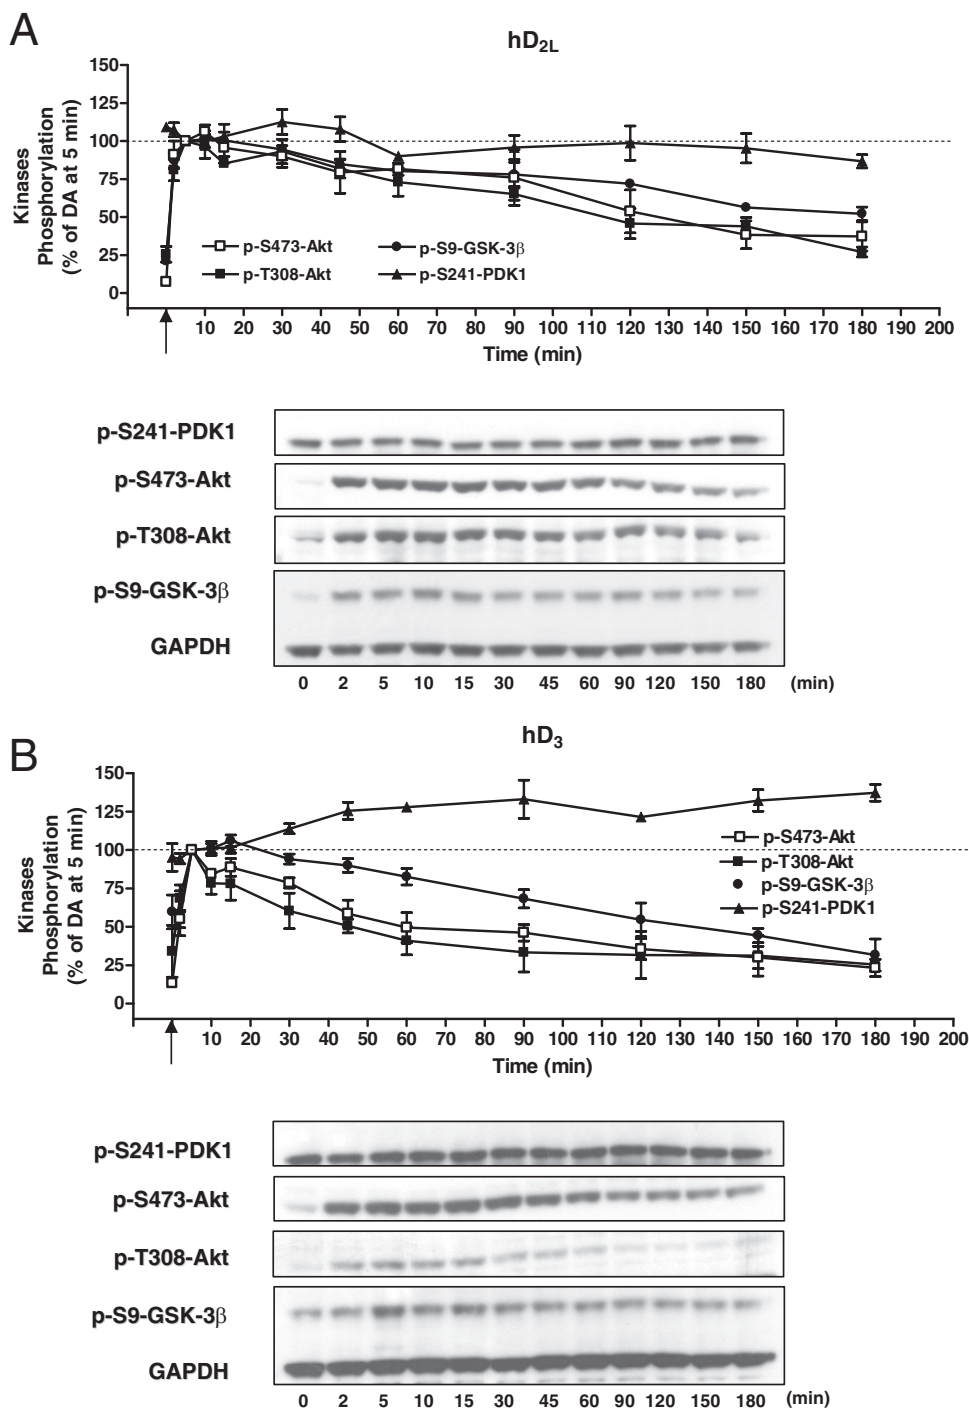 A
hD2L
150
125
100
75
50
25
0
Kinases
Phosphorylation
(% of DA at 5 min)
p-S473-Akt
p-S9-GSK-3β
p-T308-Akt
p-S241-PDK1
10 20 30 40 50 60 70 80 90 100 110 120 130 140 150 160 170 180 190 200
Time (min)
p-S241-PDK1
p-S473-Akt
p-T308-Akt
p-S9-GSK-3β
GAPDH
0 2 5 10 15 30 45 60 90 120 150 180 (min)
B
hD3
150
125
100
75
50
25
0
Kinases
Phosphorylation
(% of DA at 5 min)
p-S473-Akt
p-T308-Akt
p-S9-GSK-3β
p-S241-PDK1
10 20 30 40 50 60 70 80 90 100 110 120 130 140 150 160 170 180 190 200
Time (min)
p-S241-PDK1
p-S473-Akt
p-T308-Akt
p-S9-GSK-3β
GAPDH
0 2 5 10 15 30 45 60 90 120 150 180 (min)